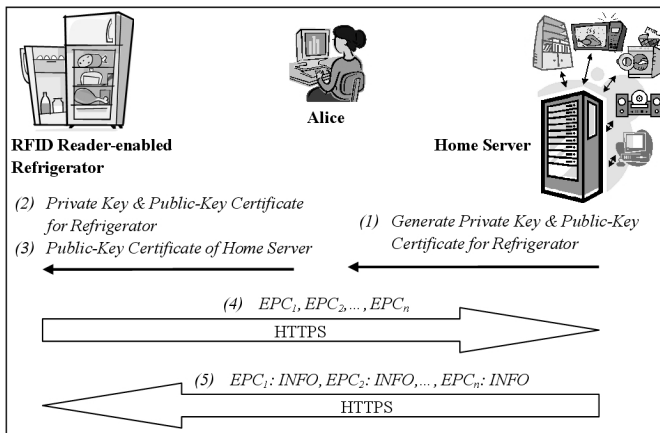 Alice
RFID Reader-enabled
Refrigerator
Home Server
(2) Private Key & Public-Key Certificate
for Refrigerator
(3) Public-Key Certificate of Home Server
(1) Generate Private Key & Public-Key
Certificate for Refrigerator
(4) EPC₁, EPC₂,…, EPCₙ
HTTPS
(5) EPC₁: INFO, EPC₂: INFO,…, EPCₙ: INFO
HTTPS